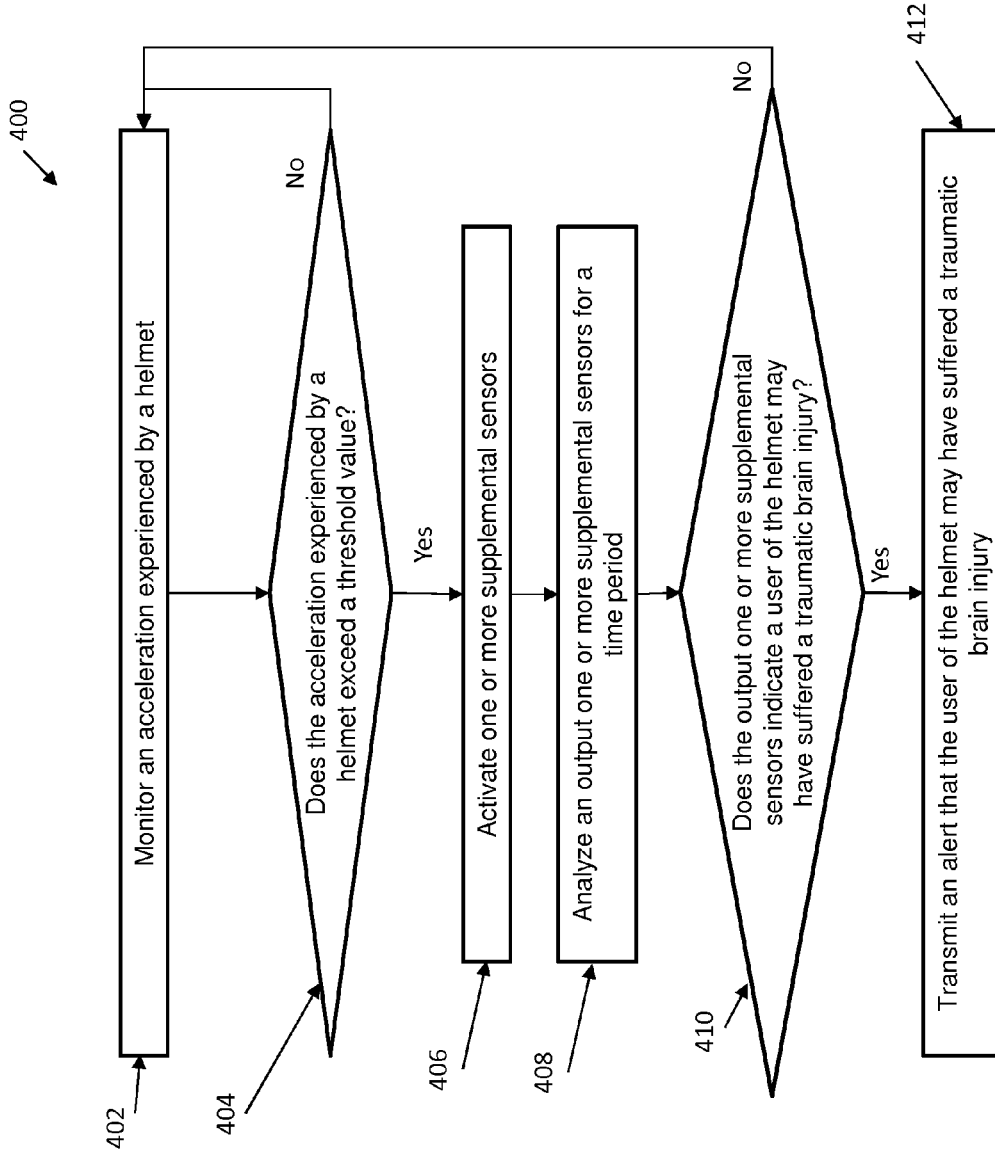 400
402
Monitor an acceleration experienced by a helmet
404
Does the acceleration experienced by a
helmet exceed a threshold value?
No
Yes
406
Activate one or more supplemental sensors
408
Analyze an output one or more supplemental sensors for a
time period
410
Does the output one or more supplemental
sensors indicate a user of the helmet may
have suffered a traumatic brain injury?
No
Yes
412
Transmit an alert that the user of the helmet may have suffered a traumatic
brain injury